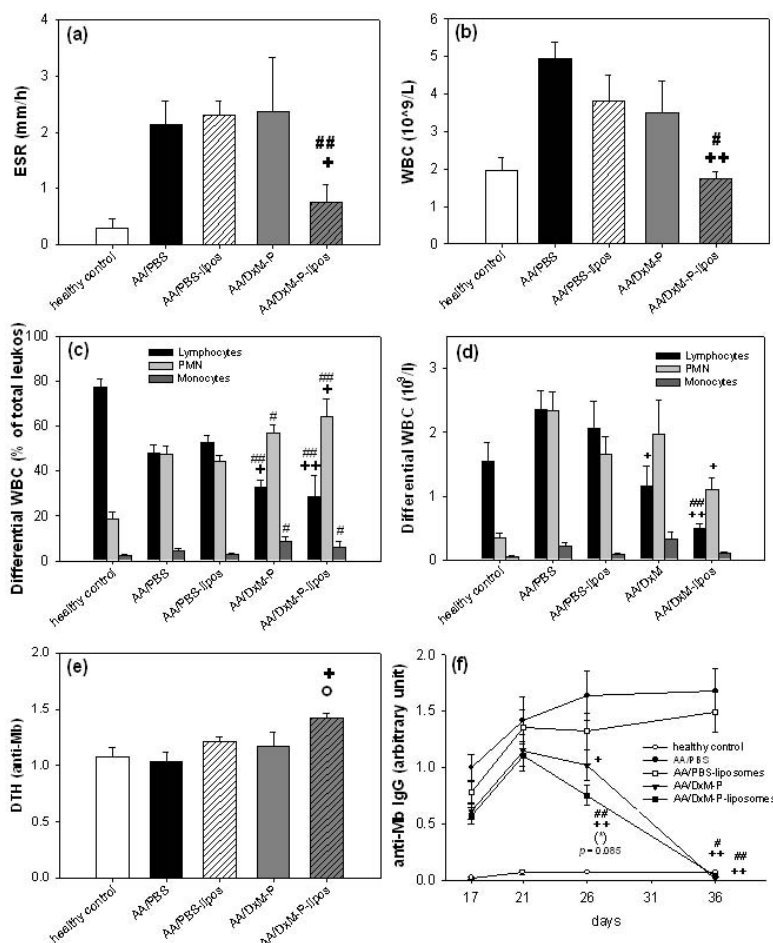 (a)
ESR (mm/h)
4
3
2
1
0
##
+
healthy control
AA/PBS
AA/PBS-lipos
AA/DxM-P
AA/DxM-P-lipos
(b)
WBC (10^9/L)
6
5
4
3
2
1
0
#
++
healthy control
AA/PBS
AA/PBS-lipos
AA/DxM-P
AA/DxM-P-lipos
(c)
Lymphocytes
PMN
Monocytes
Differential WBC (% of total leukos)
100
80
60
40
20
0
##
+
#
#
##
++
##
+
#
healthy control
AA/PBS
AA/PBS-lipos
AA/DxM-P
AA/DxM-P-lipos
(d)
Lymphocytes
PMN
Monocytes
Differential WBC (10^9/l)
3
2
1
0
+
##
++
+
healthy control
AA/PBS
AA/PBS-lipos
AA/DxM
AA/DxM-lipos
(e)
DTH (anti-Mb)
2.0
1.5
1.0
0.5
0.0
+
healthy control
AA/PBS
AA/PBS-lipos
AA/DxM-P
AA/DxM-P-lipos
(f)
anti-Mb IgG (arbitrary unit)
2.0
1.5
1.0
0.5
0.0
healthy control
AA/PBS
AA/PBS-liposomes
AA/DxM-P
AA/DxM-P-liposomes
+
##
++
(*)
p = 0.085
#
++
##
++
17
21
26
31
36
days